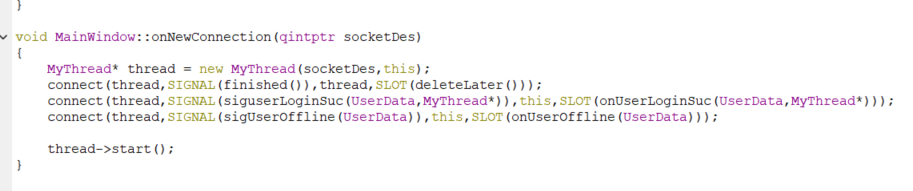 }
void MainWindow::onNewConnection(qintptr socketDes)
{
MyThread* thread = new MyThread(socketDes,this);
connect(thread,SIGNAL(finished()),thread,SLOT(deleteLater()));
connect(thread,SIGNAL(siguserLoginSuc(UserData,MyThread*)),this,SLOT(onUserLoginSuc(UserData,MyThread*)));
connect(thread,SIGNAL(sigUserOffline(UserData)),this,SLOT(onUserOffline(UserData)));
thread->start();
}